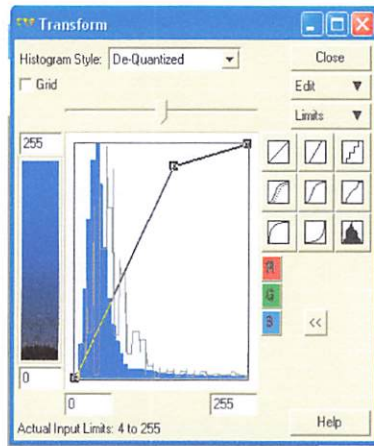 Transform
Histogram Style: De-Quantized
Close
Grid
Edit
Limits
255
R
G
B
<<
0
0
255
Actual Input Limits: 4 to 255
Help